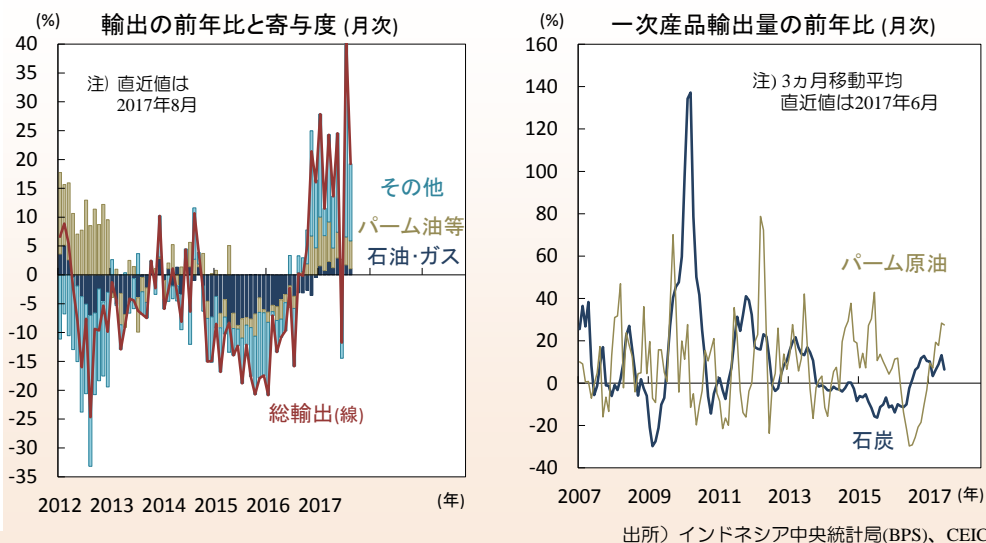 輸出の前年比と寄与度 (月次)
(%)
注) 直近値は
2017年8月
40
35
30
25
20
15
10
5
0
-5
-10
-15
-20
-25
-30
-35
その他
パーム油等
石油・ガス
総輸出(線)
2012 2013 2014 2015 2016 2017 (年)
一次産品輸出量の前年比 (月次)
(%)
注) 3ヵ月移動平均
直近値は2017年6月
160
140
120
100
80
60
40
20
0
-20
-40
パーム原油
石炭
2007 2009 2011 2013 2015 2017 (年)
出所）インドネシア中央統計局(BPS)、CEIC